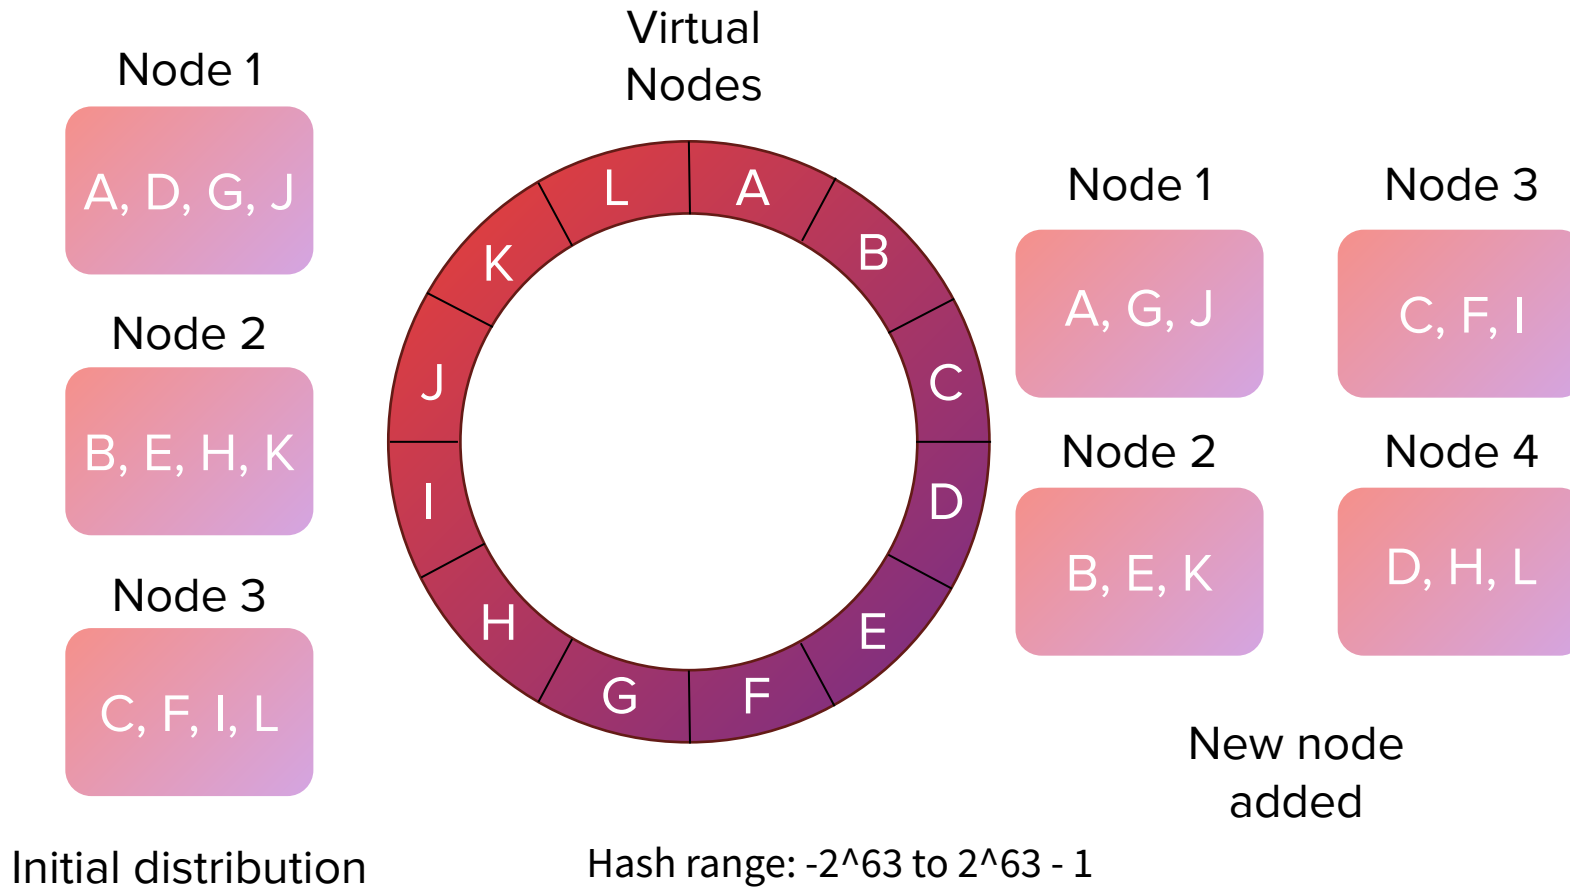 Node 1
A, D, G, J
Node 2
B, E, H, K
Node 3
C, F, I, L
Initial distribution
Virtual
Nodes
A
B
C
D
E
F
G
H
I
J
K
L
Hash range: -2^63 to 2^63 - 1
Node 1
A, G, J
Node 3
C, F, I
Node 2
B, E, K
Node 4
D, H, L
New node
added